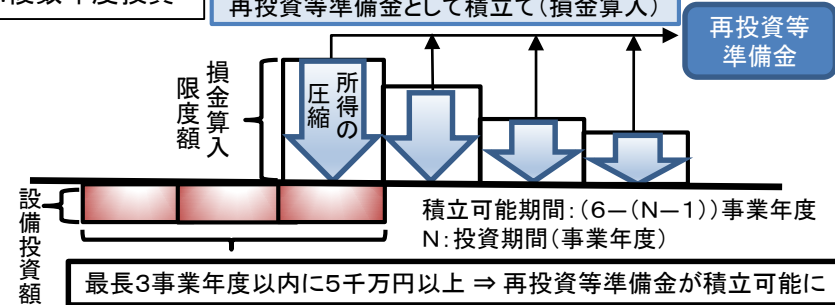 複数年度投資
再投資等準備金として積立て(損金算入)
再投資等
準備金
損金算入
限度額
所得の
圧縮
設備投資額
積立可能期間：(6－(N－1))事業年度
N：投資期間(事業年度)
最長3事業年度以内に5千万円以上 ⇒ 再投資等準備金が積立可能に